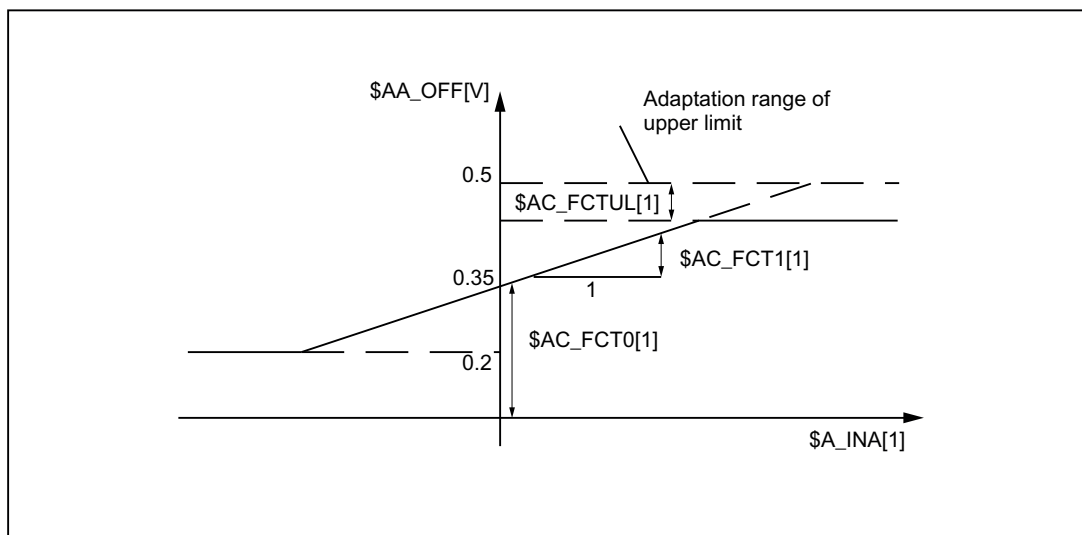 $AA_OFF[V]
Adaptation range of
upper limit
0.5
$AC_FCTUL[1]
$AC_FCT1[1]
0.35
1
$AC_FCT0[1]
0.2
$A_INA[1]